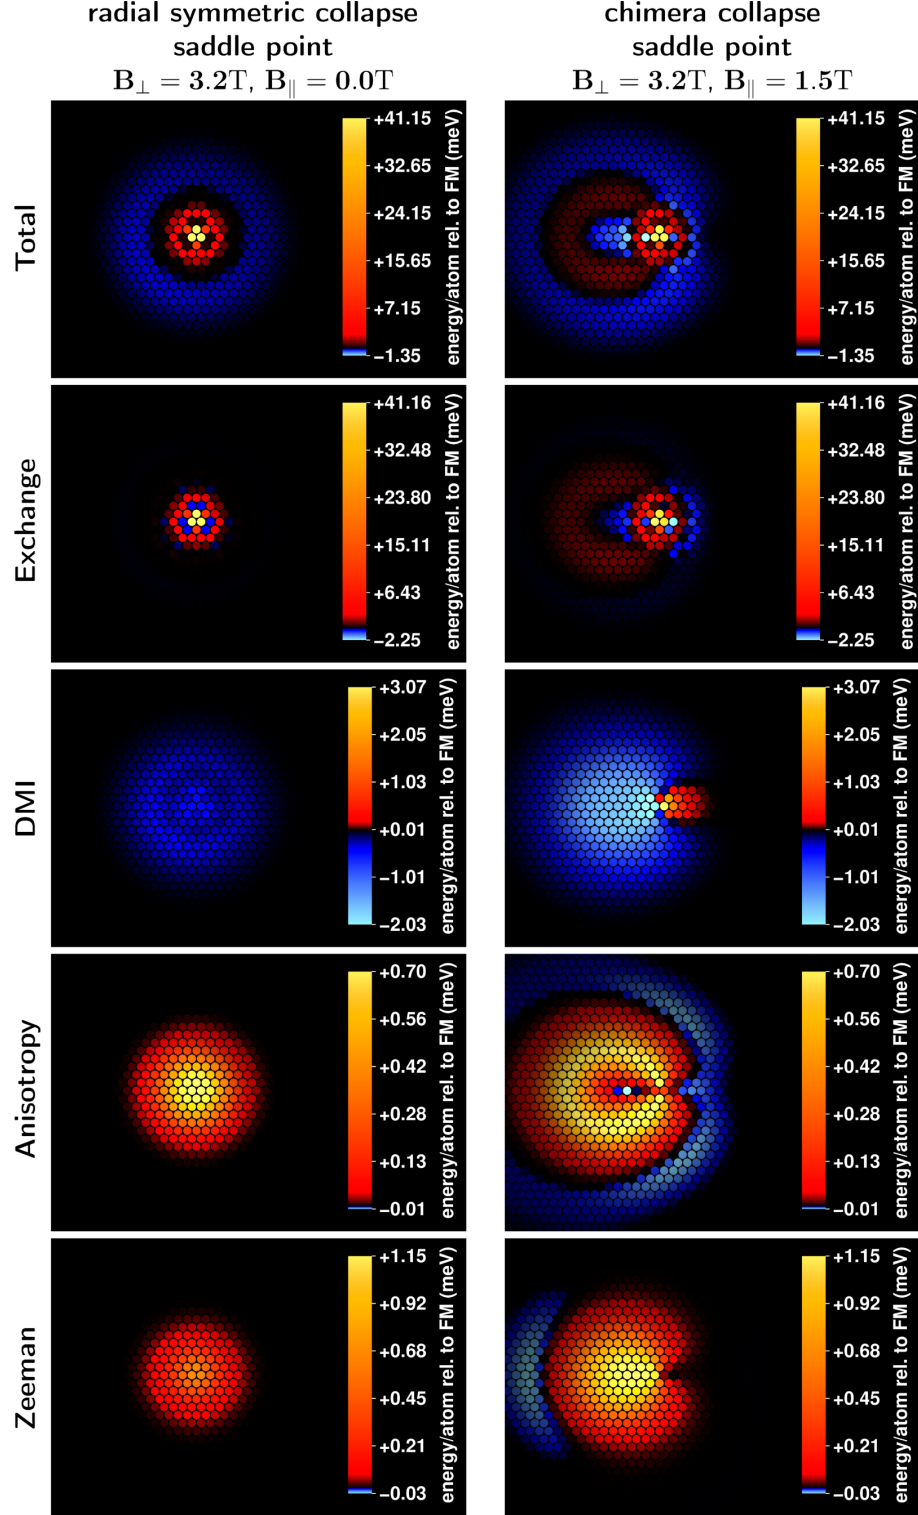 radial symmetric collapse
saddle point
B⊥ = 3.2T, B∥ = 0.0T
chimera collapse
saddle point
B⊥ = 3.2T, B∥ = 1.5T
Total
+41.15
+32.65
+24.15
+15.65
+7.15
−1.35
energy/atom rel. to FM (meV)
+41.15
+32.65
+24.15
+15.65
+7.15
−1.35
energy/atom rel. to FM (meV)
Exchange
+41.16
+32.48
+23.80
+15.11
+6.43
−2.25
energy/atom rel. to FM (meV)
+41.16
+32.48
+23.80
+15.11
+6.43
−2.25
energy/atom rel. to FM (meV)
DMI
+3.07
+2.05
+1.03
+0.01
−1.01
−2.03
energy/atom rel. to FM (meV)
+3.07
+2.05
+1.03
+0.01
−1.01
−2.03
energy/atom rel. to FM (meV)
Anisotropy
+0.70
+0.56
+0.42
+0.28
+0.13
−0.01
energy/atom rel. to FM (meV)
+0.70
+0.56
+0.42
+0.28
+0.13
−0.01
energy/atom rel. to FM (meV)
Zeeman
+1.15
+0.92
+0.68
+0.45
+0.21
−0.03
energy/atom rel. to FM (meV)
+1.15
+0.92
+0.68
+0.45
+0.21
−0.03
energy/atom rel. to FM (meV)